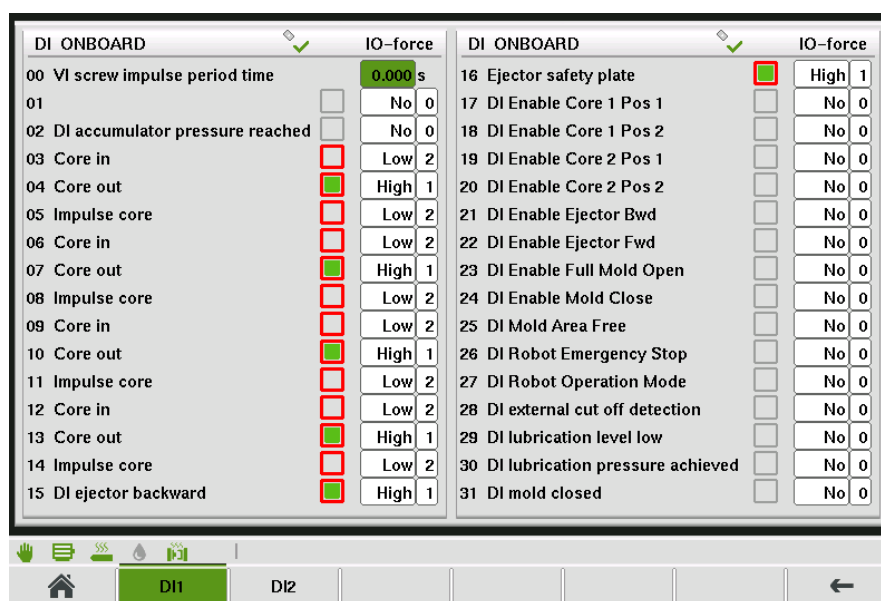 DI ONBOARD IO-force
00 VI screw impulse period time 0.000 s
01 No 0
02 DI accumulator pressure reached No 0
03 Core in Low 2
04 Core out High 1
05 Impulse core Low 2
06 Core in Low 2
07 Core out High 1
08 Impulse core Low 2
09 Core in Low 2
10 Core out High 1
11 Impulse core Low 2
12 Core in Low 2
13 Core out High 1
14 Impulse core Low 2
15 DI ejector backward High 1
DI ONBOARD IO-force
16 Ejector safety plate High 1
17 DI Enable Core 1 Pos 1 No 0
18 DI Enable Core 1 Pos 2 No 0
19 DI Enable Core 2 Pos 1 No 0
20 DI Enable Core 2 Pos 2 No 0
21 DI Enable Ejector Bwd No 0
22 DI Enable Ejector Fwd No 0
23 DI Enable Full Mold Open No 0
24 DI Enable Mold Close No 0
25 DI Mold Area Free No 0
26 DI Robot Emergency Stop No 0
27 DI Robot Operation Mode No 0
28 DI external cut off detection No 0
29 DI lubrication level low No 0
30 DI lubrication pressure achieved No 0
31 DI mold closed No 0
DI1 DI2